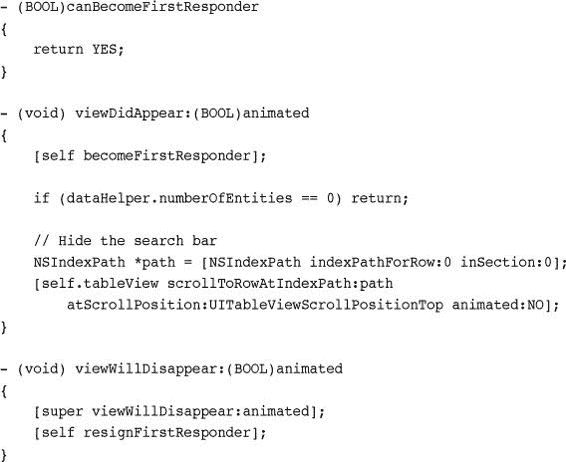 - (BOOL)canBecomeFirstResponder
{
    return YES;
}
- (void) viewDidAppear:(BOOL)animated
{
    [self becomeFirstResponder];
    if (dataHelper.numberOfEntities == 0) return;
    // Hide the search bar
    NSIndexPath *path = [NSIndexPath indexPathForRow:0 inSection:0];
    [self.tableView scrollToRowAtIndexPath:path
        atScrollPosition:UITableViewScrollPositionTop animated:NO];
}
- (void) viewWillDisappear:(BOOL)animated
{
    [super viewWillDisappear:animated];
    [self resignFirstResponder];
}